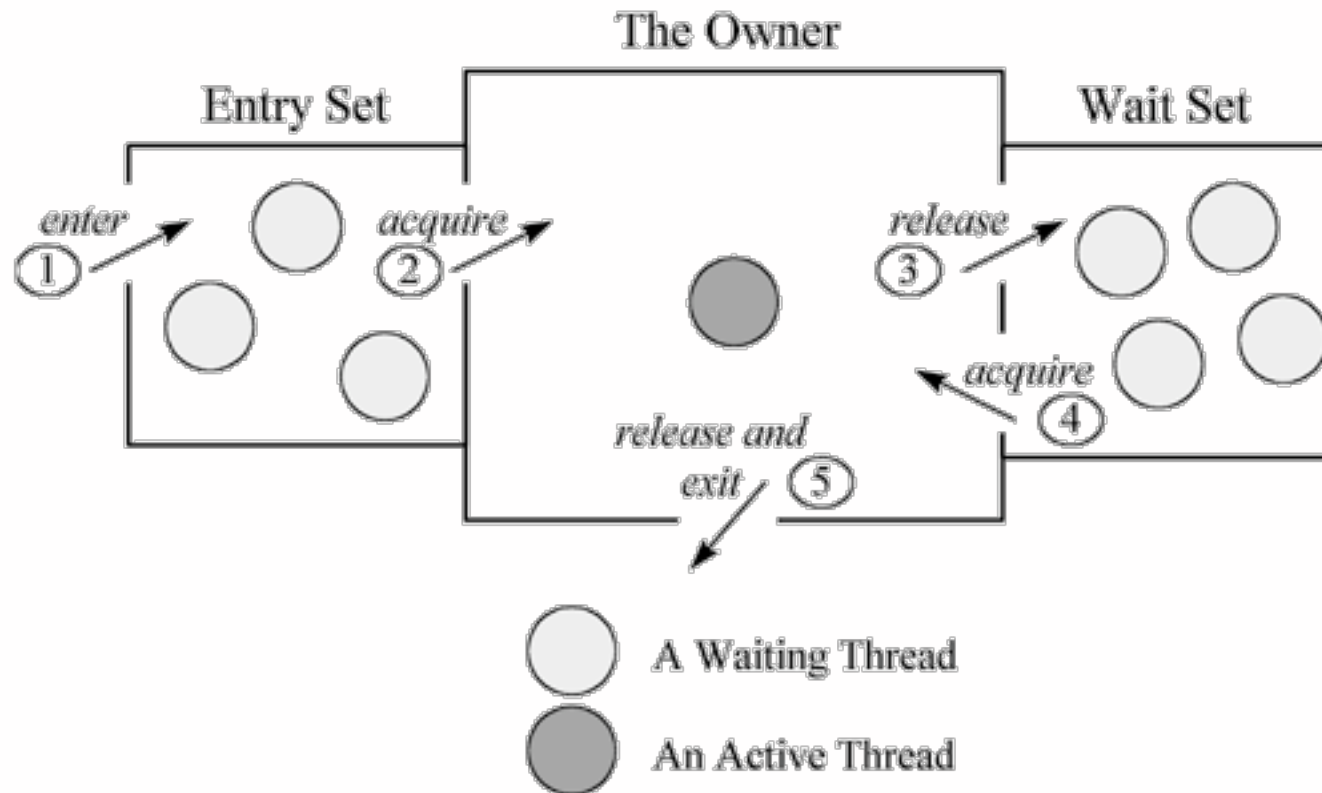 The Owner
Entry Set
Wait Set
enter
1
acquire
2
release
3
acquire
4
release and
exit
5
A Waiting Thread
An Active Thread